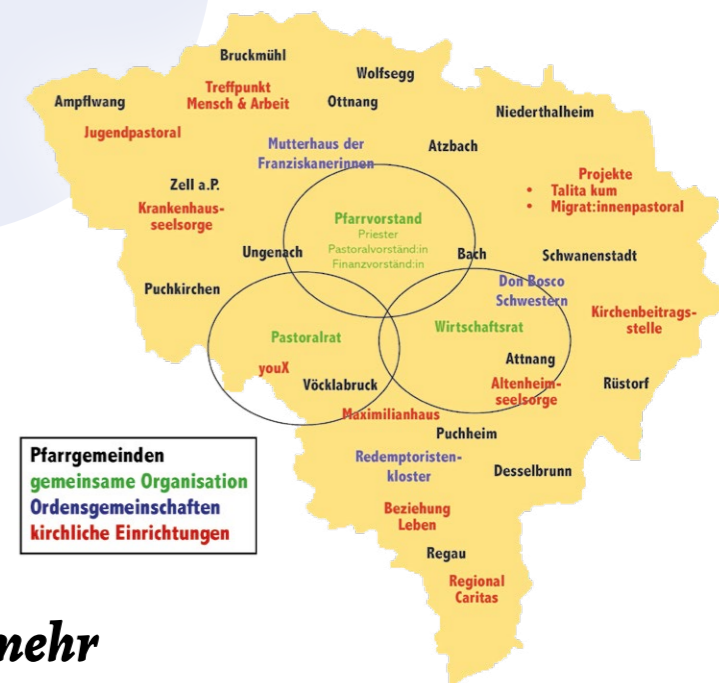 Bruckmühl
Wolfsegg
Treffpunkt
Mensch & Arbeit
Ampflwang
Ottnang
Niederthalheim
Jugendpastoral
Mutterhaus der
Franziskanerinnen
Atzbach
Zell a.P.
Krankenhaus-
seelsorge
Projekte
• Talita kum
• Migrat:innenpastoral
Pfarrvorstand
Priester
Pastoralvorständ:in
Finanzvorständ:in
Ungenach
Bach
Schwanenstadt
Puchkirchen
Don Bosco
Schwestern
Kirchenbeitrags-
stelle
Pastoralrat
Wirtschaftsrat
youX
Attnang
Vöcklabruck
Altenheim-
seelsorge
Rüstorf
Maximilianhaus
Puchheim
Redemptoristen-
kloster
Desselbrunn
Beziehung
Leben
Regau
Regional
Caritas
Pfarrgemeinden
gemeinsame Organisation
Ordensgemeinschaften
kirchliche Einrichtungen
mehr